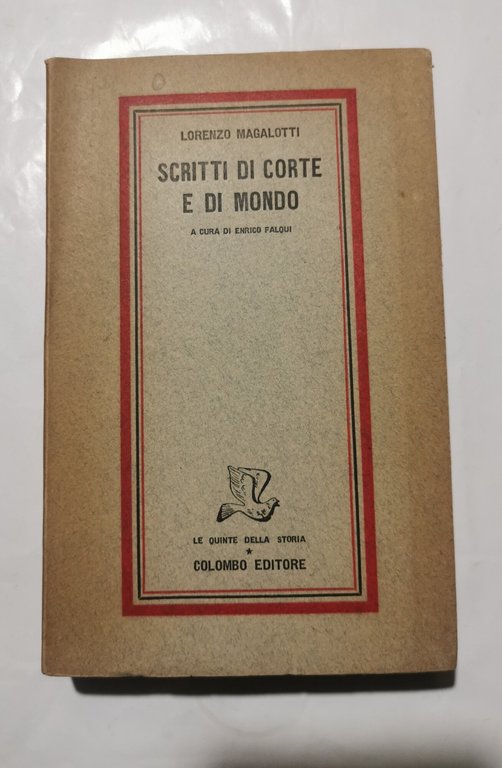 LORENZO MAGALOTTI
SCRITTI DI CORTE
E DI MONDO
A CURA DI ENRICO FALQUI
LE QUINTE DELLA STORIA
★
COLOMBO EDITORE